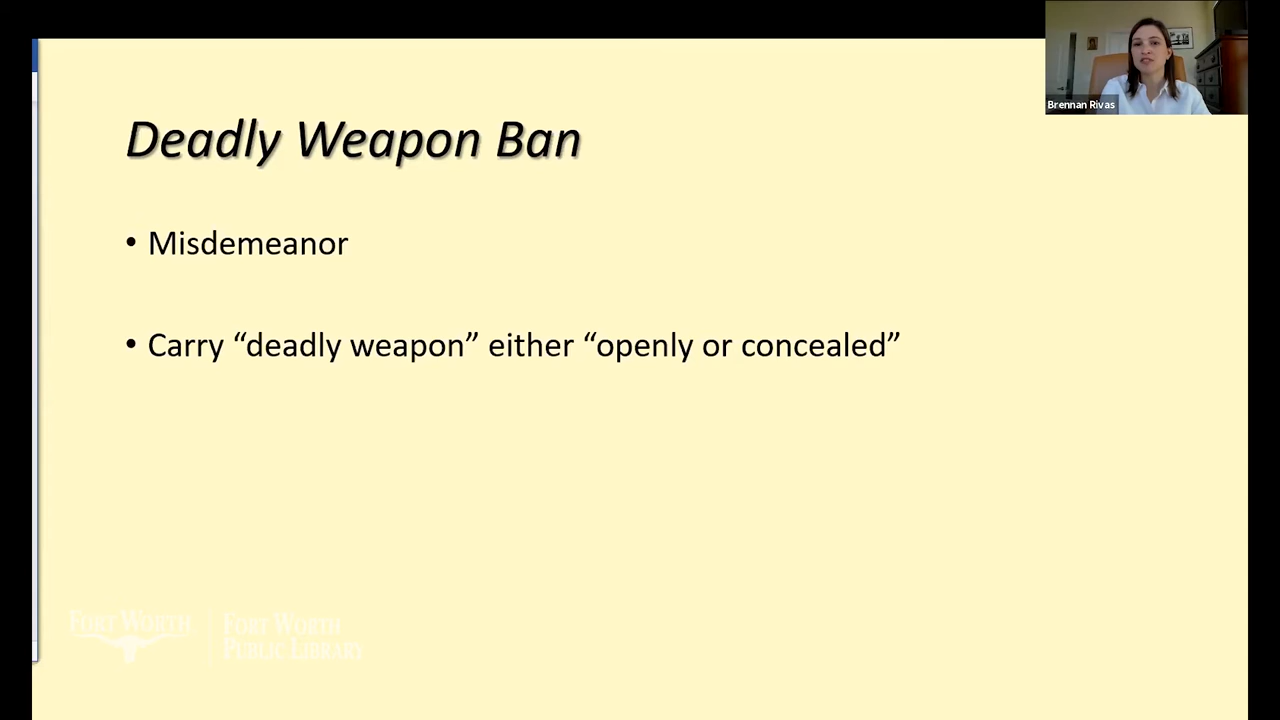 Brennan Rivas
Deadly Weapon Ban
• Misdemeanor
• Carry “deadly weapon” either “openly or concealed”
FORT WORTH
FORT WORTH
PUBLIC LIBRARY